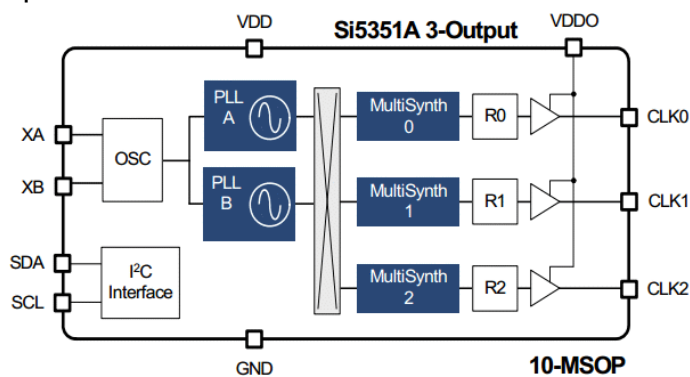 VDD
Si5351A 3-Output
VDDO
PLL
A
MultiSynth
0
R0
CLK0
XA
OSC
XB
PLL
B
MultiSynth
1
R1
CLK1
SDA
I²C
Interface
SCL
MultiSynth
2
R2
CLK2
GND
10-MSOP